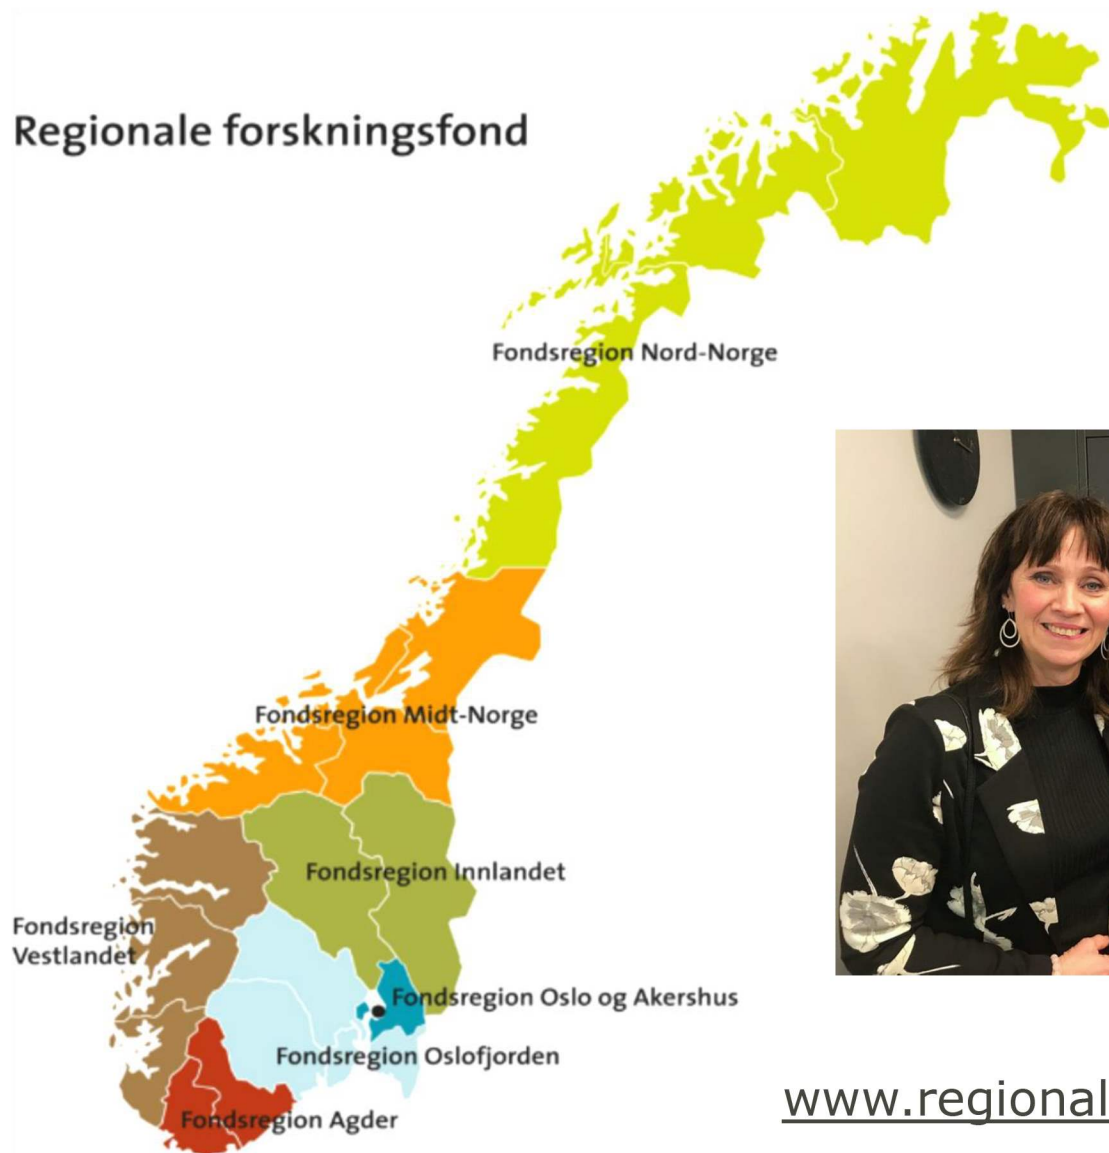 Regionale forskningsfond
Fondsregion Nord-Norge
Fondsregion Midt-Norge
Fondsregion Innlandet
Fondsregion
Vestlandet
Fondsregion Oslo og Akershus
Fondsregion Oslofjorden
Fondsregion Agder
www.regional